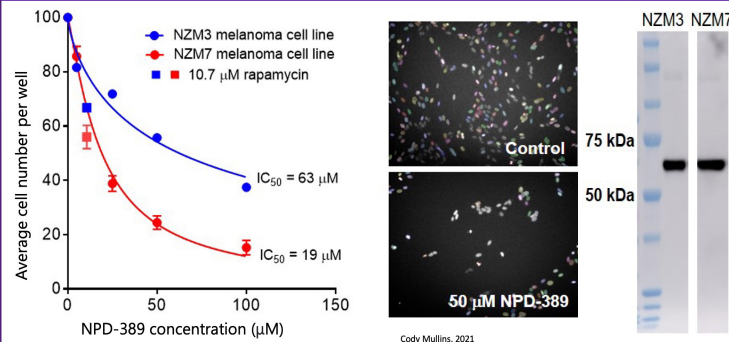 Average cell number per well
100
80
60
40
20
0
0
50
100
150
NPD-389 concentration (μM)
NZM3 melanoma cell line
NZM7 melanoma cell line
10.7 μM rapamycin
IC50 = 63 μM
IC50 = 19 μM
Control
50 μM NPD-389
Cody Mullins, 2021
NZM3 NZM7
75 kDa
50 kDa